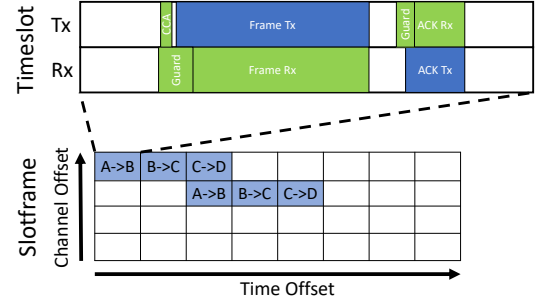 Timeslot
Tx
CCA
Frame Tx
Guard
ACK Rx
Rx
Guard
Frame Rx
ACK Tx
Slotframe
Channel Offset
A->B B->C C->D
A->B B->C C->D
Time Offset